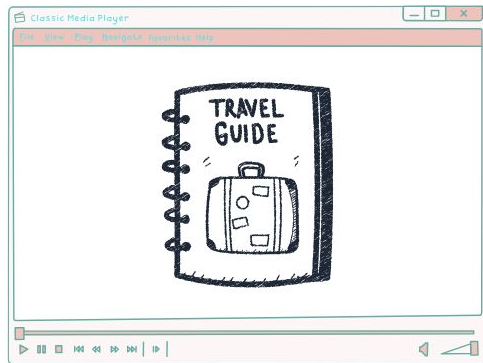 Classic Media Player
File View Play Navigate Favorites Help
TRAVEL
GUIDE